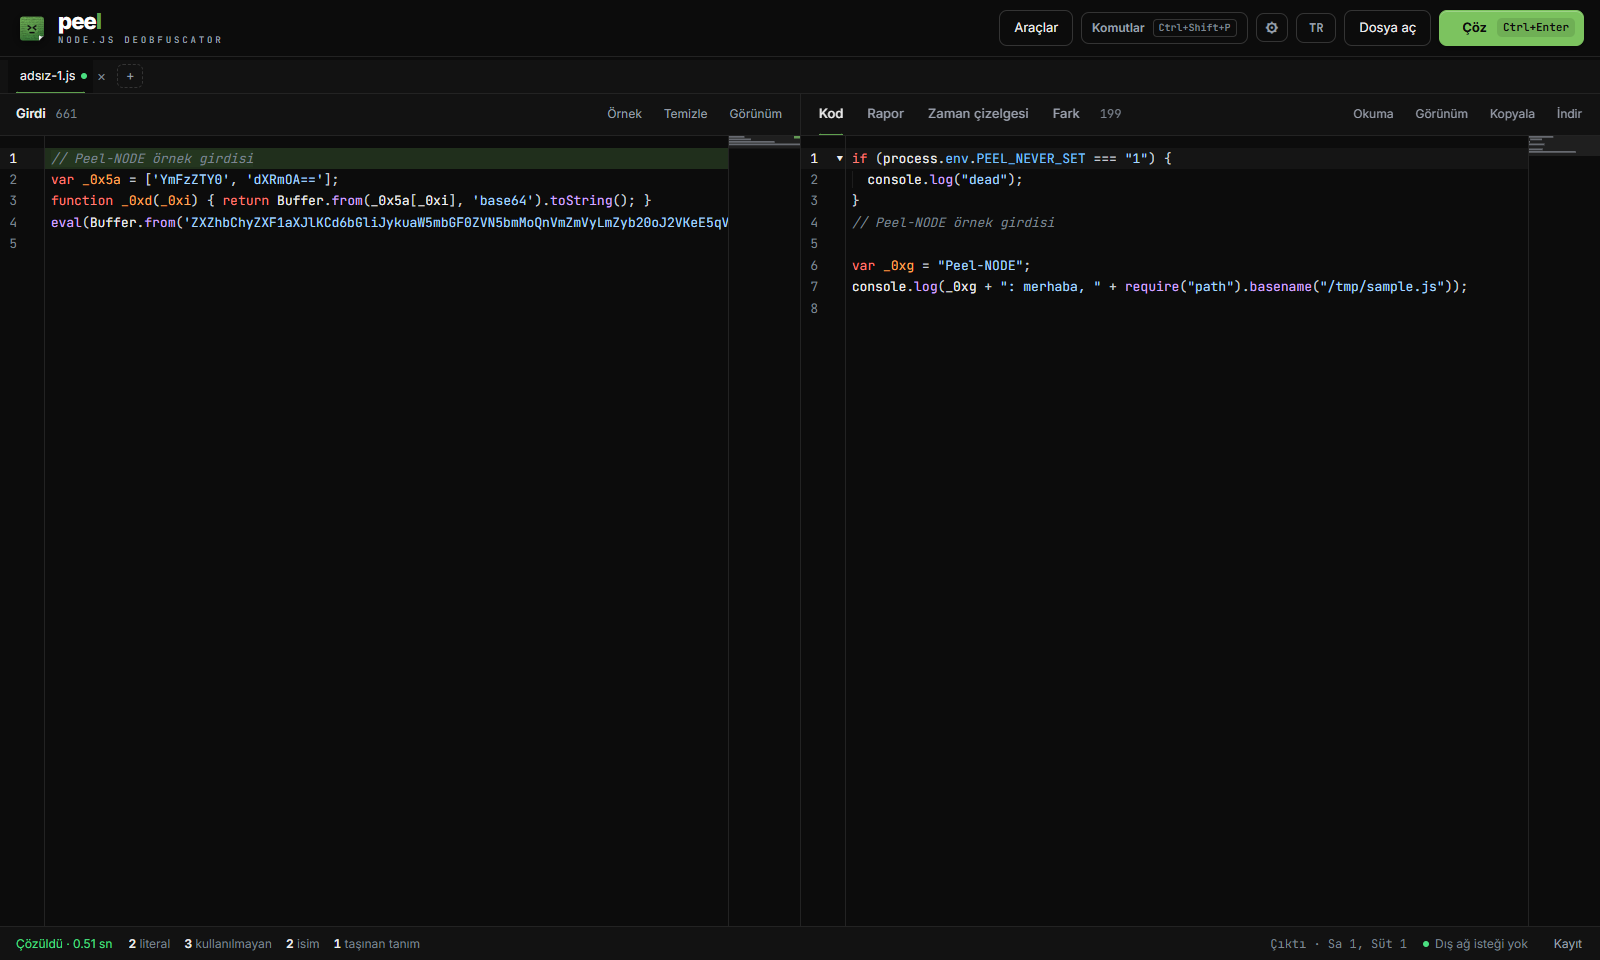 peel
NODE.JS DEOBFUSCATOR
Araçlar
Komutlar Ctrl+Shift+P
TR
Dosya aç
Çöz Ctrl+Enter
adsız-1.js
Girdi 661
Örnek Temizle Görünüm
Kod Rapor Zaman çizelgesi Fark 199
Okuma Görünüm Kopyala İndir
1 // Peel-NODE örnek girdisi
2 var _0x5a = ['YmFzZTY0', 'dXRmOA=='];
3 function _0xd(_0xi) { return Buffer.from(_0x5a[_0xi], 'base64').toString(); }
4 eval(Buffer.from('ZXZhbChyZXF1aXJlKCd6bGliJykuaW5mbGF0ZVN5bmMoQnVmZmVyLmZyb20oJ2VKeE5qV
5
1 if (process.env.PEEL_NEVER_SET === "1") {
2 console.log("dead");
3 }
4 // Peel-NODE örnek girdisi
5
6 var _0xg = "Peel-NODE";
7 console.log(_0xg + ": merhaba, " + require("path").basename("/tmp/sample.js"));
8
Çözüldü · 0.51 sn 2 literal 3 kullanılmayan 2 isim 1 taşınan tanım
Çıktı · Sa 1, Süt 1 Dış ağ isteği yok Kayıt